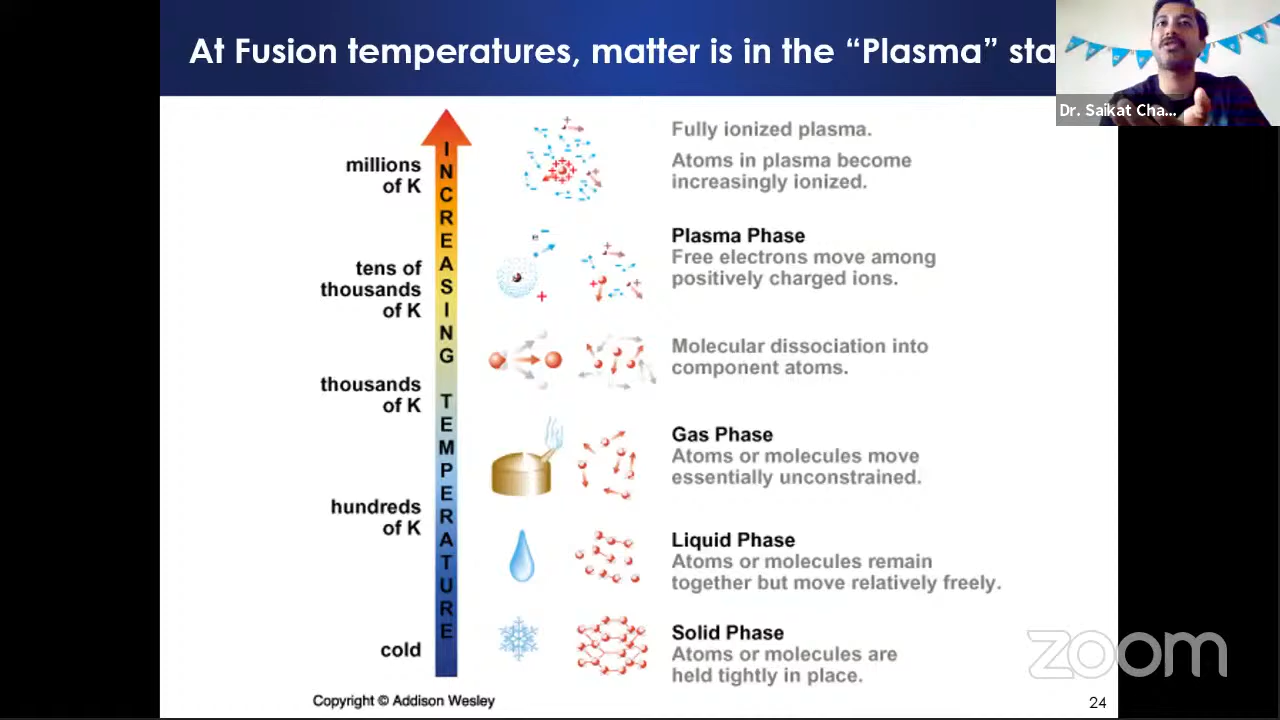 At Fusion temperatures, matter is in the “Plasma” sta
Dr. Saikat Cha...
INCREASING TEMPERATURE
millions
of K
Fully ionized plasma.
Atoms in plasma become
increasingly ionized.
tens of
thousands
of K
Plasma Phase
Free electrons move among
positively charged ions.
Molecular dissociation into
component atoms.
thousands
of K
Gas Phase
Atoms or molecules move
essentially unconstrained.
hundreds
of K
Liquid Phase
Atoms or molecules remain
together but move relatively freely.
cold
Solid Phase
Atoms or molecules are
held tightly in place.
zoom
Copyright © Addison Wesley
24